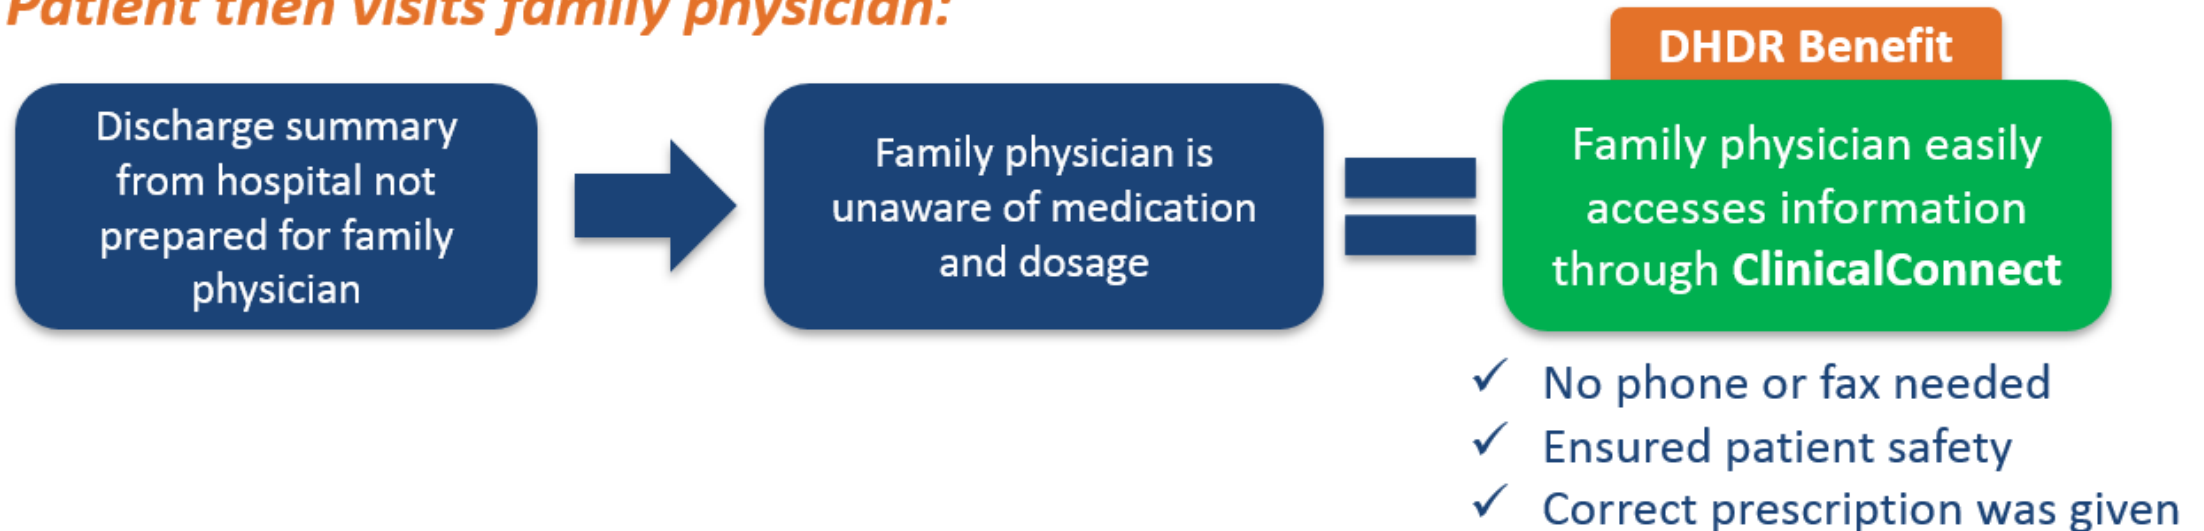 Patient then visits family physician:
DHDR Benefit
Discharge summary
from hospital not
prepared for family
physician
Family physician is
unaware of medication
and dosage
Family physician easily
accesses information
through ClinicalConnect
✓ No phone or fax needed
✓ Ensured patient safety
✓ Correct prescription was given